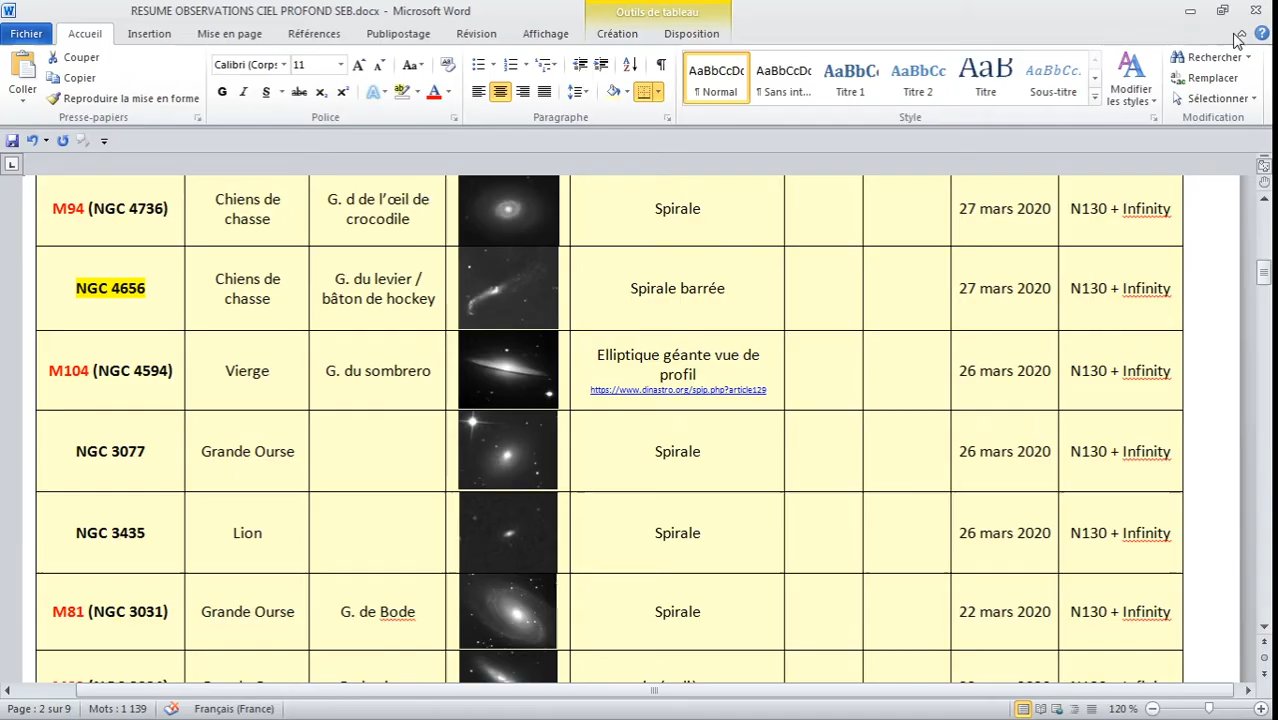 RESUME OBSERVATIONS CIEL PROFOND SEB.docx - Microsoft Word
Outils de tableau
Fichier
Accueil
Insertion
Mise en page
Références
Publipostage
Révision
Affichage
Création
Disposition
Coller
Couper
Copier
Reproduire la mise en forme
Presse-papiers
Calibri (Corps
11
Police
Paragraphe
AaBbCcDc
¶ Normal
AaBbCcDc
¶ Sans int...
AaBbC
Titre 1
AaBbCc
Titre 2
AaB
Titre
AaBbCc.
Sous-titre
Modifier
les styles
Style
Rechercher
Remplacer
Sélectionner
Modification
M94 (NGC 4736)
Chiens de
chasse
G. d de l’œil de
crocodile
Spirale
27 mars 2020
N130 + Infinity
NGC 4656
Chiens de
chasse
G. du levier /
bâton de hockey
Spirale barrée
27 mars 2020
N130 + Infinity
M104 (NGC 4594)
Vierge
G. du sombrero
Elliptique géante vue de
profil
https://www.dinastro.org/spip.php?article129
26 mars 2020
N130 + Infinity
NGC 3077
Grande Ourse
Spirale
26 mars 2020
N130 + Infinity
NGC 3435
Lion
Spirale
26 mars 2020
N130 + Infinity
M81 (NGC 3031)
Grande Ourse
G. de Bode
Spirale
22 mars 2020
N130 + Infinity
Page : 2 sur 9
Mots : 1 139
Français (France)
120 %